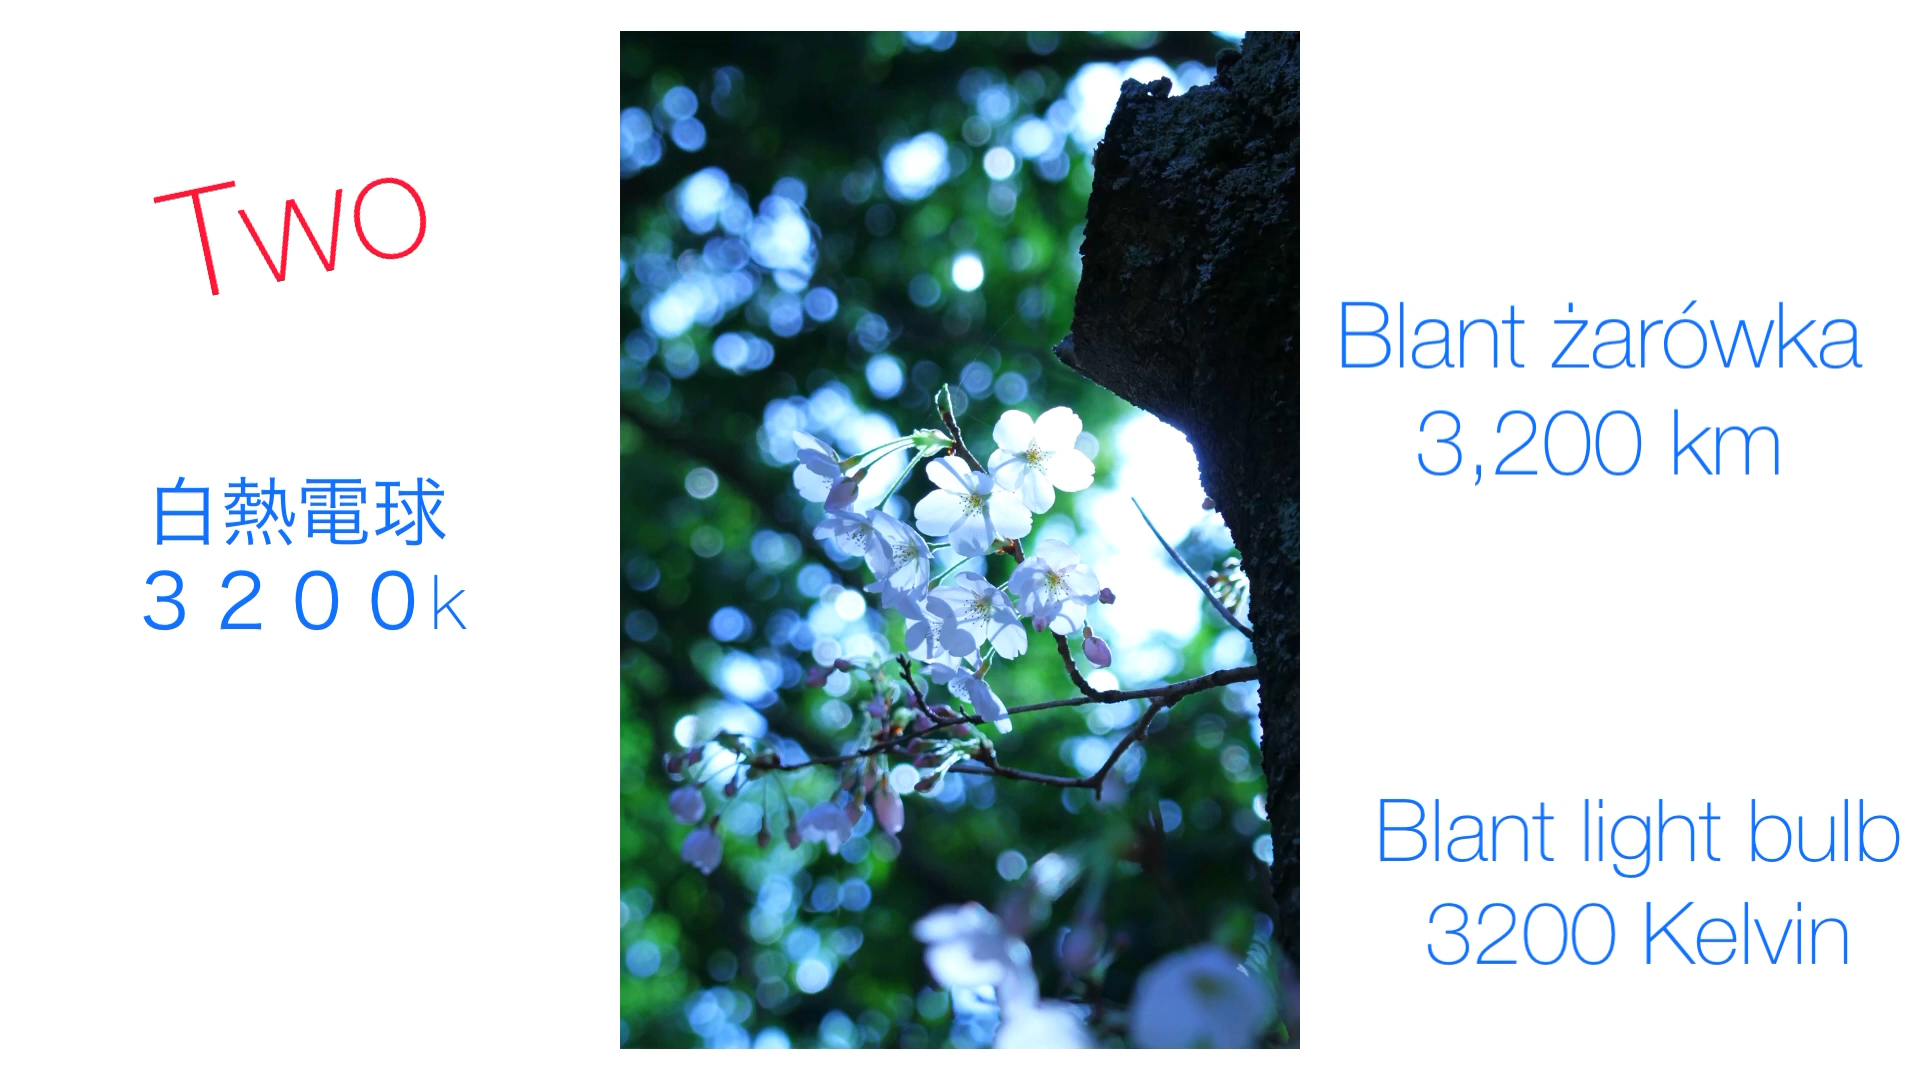 Two
白熱電球
３２００k
Blant żarówka
3,200 km
Blant light bulb
3200 Kelvin